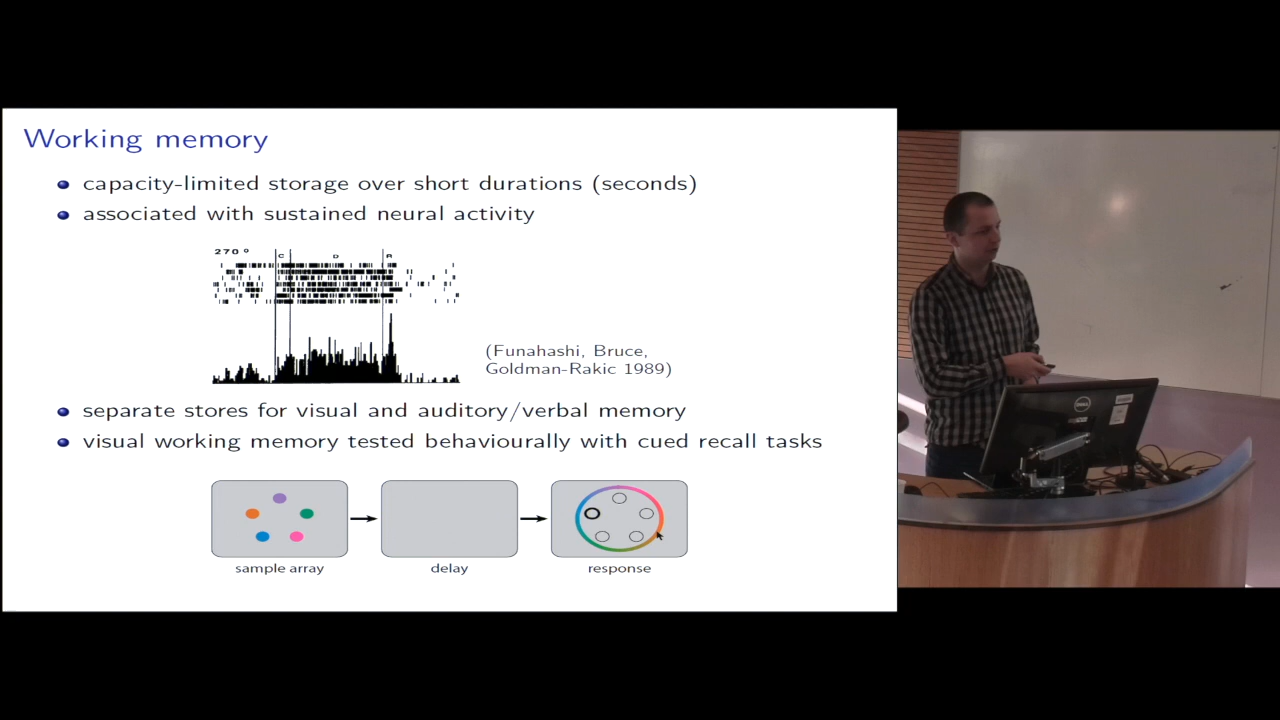 Working memory
capacity-limited storage over short durations (seconds)
associated with sustained neural activity
270°
C D R
(Funahashi, Bruce,
Goldman-Rakic 1989)
separate stores for visual and auditory/verbal memory
visual working memory tested behaviourally with cued recall tasks
sample array
delay
response
DELL